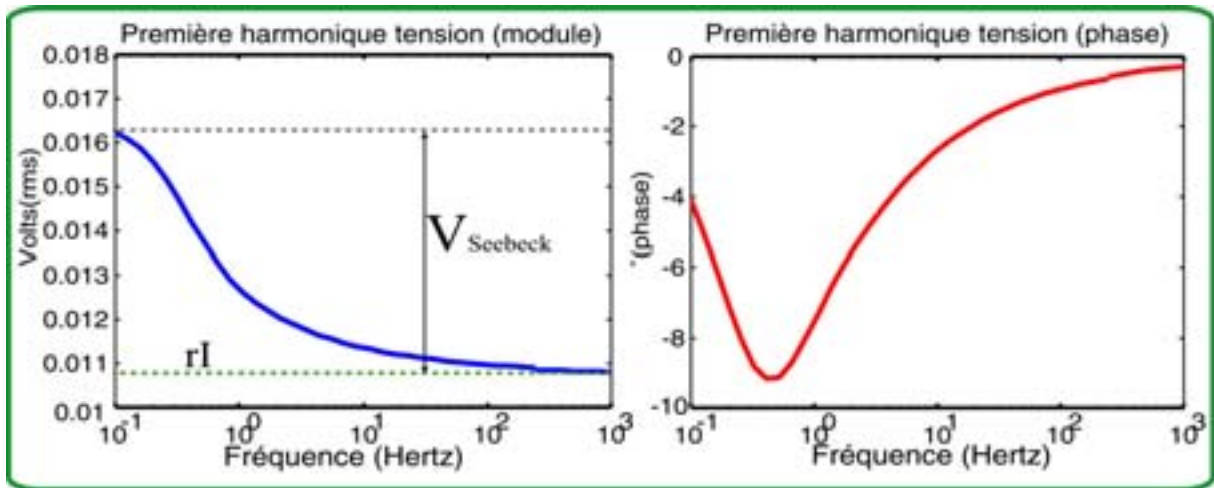 Première harmonique tension (module)
0.018
0.017
0.016
0.015
0.014
0.013
0.012
0.011
0.01
Volts(rms)
V Seebeck
rI
10-1 100 101 102 103
Fréquence (Hertz)
Première harmonique tension (phase)
0
-2
-4
-6
-8
-10
°(phase)
10-1 100 101 102 103
Fréquence (Hertz)